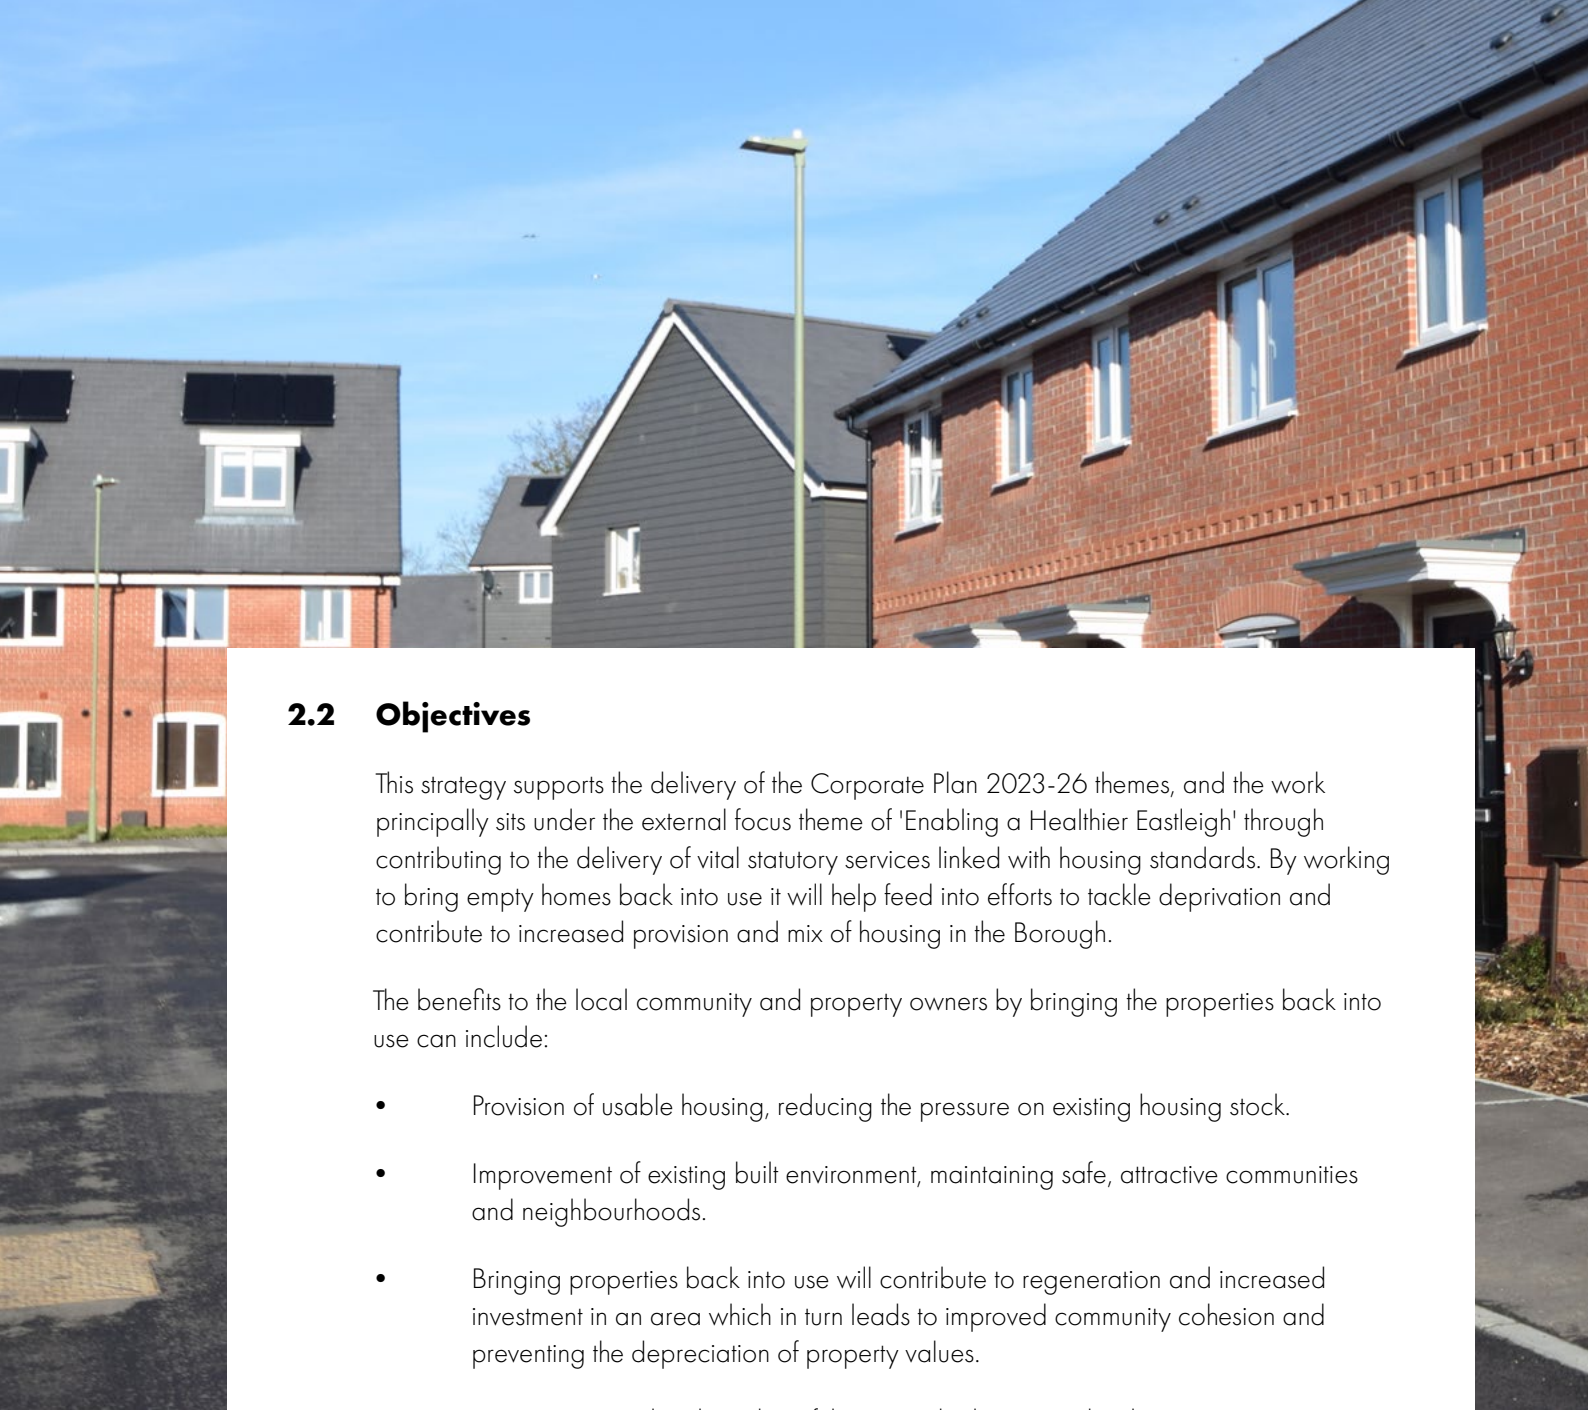 2.2 Objectives
This strategy supports the delivery of the Corporate Plan 2023-26 themes, and the work
principally sits under the external focus theme of 'Enabling a Healthier Eastleigh' through
contributing to the delivery of vital statutory services linked with housing standards. By working
to bring empty homes back into use it will help feed into efforts to tackle deprivation and
contribute to increased provision and mix of housing in the Borough.
The benefits to the local community and property owners by bringing the properties back into
use can include:
• Provision of usable housing, reducing the pressure on existing housing stock.
• Improvement of existing built environment, maintaining safe, attractive communities
and neighbourhoods.
• Bringing properties back into use will contribute to regeneration and increased
investment in an area which in turn leads to improved community cohesion and
preventing the depreciation of property values.